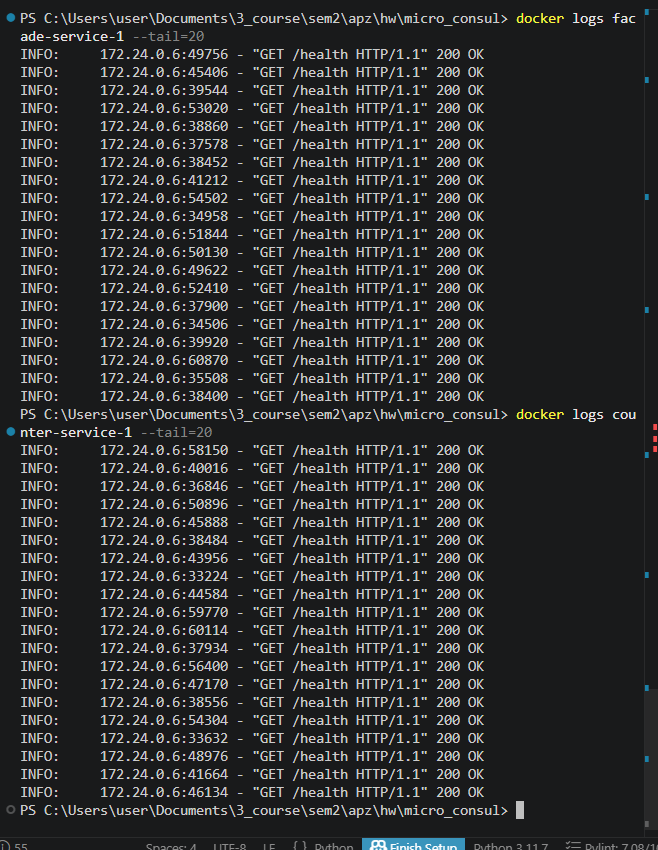 PS C:\Users\user\Documents\3_course\sem2\apz\hw\micro_consul> docker logs fac
ade-service-1 --tail=20
INFO:     172.24.0.6:49756 - "GET /health HTTP/1.1" 200 OK
INFO:     172.24.0.6:45406 - "GET /health HTTP/1.1" 200 OK
INFO:     172.24.0.6:39544 - "GET /health HTTP/1.1" 200 OK
INFO:     172.24.0.6:53020 - "GET /health HTTP/1.1" 200 OK
INFO:     172.24.0.6:38860 - "GET /health HTTP/1.1" 200 OK
INFO:     172.24.0.6:37578 - "GET /health HTTP/1.1" 200 OK
INFO:     172.24.0.6:38452 - "GET /health HTTP/1.1" 200 OK
INFO:     172.24.0.6:41212 - "GET /health HTTP/1.1" 200 OK
INFO:     172.24.0.6:54502 - "GET /health HTTP/1.1" 200 OK
INFO:     172.24.0.6:34958 - "GET /health HTTP/1.1" 200 OK
INFO:     172.24.0.6:51844 - "GET /health HTTP/1.1" 200 OK
INFO:     172.24.0.6:50130 - "GET /health HTTP/1.1" 200 OK
INFO:     172.24.0.6:49622 - "GET /health HTTP/1.1" 200 OK
INFO:     172.24.0.6:52410 - "GET /health HTTP/1.1" 200 OK
INFO:     172.24.0.6:37900 - "GET /health HTTP/1.1" 200 OK
INFO:     172.24.0.6:34506 - "GET /health HTTP/1.1" 200 OK
INFO:     172.24.0.6:39920 - "GET /health HTTP/1.1" 200 OK
INFO:     172.24.0.6:60870 - "GET /health HTTP/1.1" 200 OK
INFO:     172.24.0.6:35508 - "GET /health HTTP/1.1" 200 OK
INFO:     172.24.0.6:38400 - "GET /health HTTP/1.1" 200 OK
PS C:\Users\user\Documents\3_course\sem2\apz\hw\micro_consul> docker logs cou
nter-service-1 --tail=20
INFO:     172.24.0.6:58150 - "GET /health HTTP/1.1" 200 OK
INFO:     172.24.0.6:40016 - "GET /health HTTP/1.1" 200 OK
INFO:     172.24.0.6:36846 - "GET /health HTTP/1.1" 200 OK
INFO:     172.24.0.6:50896 - "GET /health HTTP/1.1" 200 OK
INFO:     172.24.0.6:45888 - "GET /health HTTP/1.1" 200 OK
INFO:     172.24.0.6:38484 - "GET /health HTTP/1.1" 200 OK
INFO:     172.24.0.6:43956 - "GET /health HTTP/1.1" 200 OK
INFO:     172.24.0.6:33224 - "GET /health HTTP/1.1" 200 OK
INFO:     172.24.0.6:44584 - "GET /health HTTP/1.1" 200 OK
INFO:     172.24.0.6:59770 - "GET /health HTTP/1.1" 200 OK
INFO:     172.24.0.6:60114 - "GET /health HTTP/1.1" 200 OK
INFO:     172.24.0.6:37934 - "GET /health HTTP/1.1" 200 OK
INFO:     172.24.0.6:56400 - "GET /health HTTP/1.1" 200 OK
INFO:     172.24.0.6:47170 - "GET /health HTTP/1.1" 200 OK
INFO:     172.24.0.6:38556 - "GET /health HTTP/1.1" 200 OK
INFO:     172.24.0.6:54304 - "GET /health HTTP/1.1" 200 OK
INFO:     172.24.0.6:33632 - "GET /health HTTP/1.1" 200 OK
INFO:     172.24.0.6:48976 - "GET /health HTTP/1.1" 200 OK
INFO:     172.24.0.6:41664 - "GET /health HTTP/1.1" 200 OK
INFO:     172.24.0.6:46134 - "GET /health HTTP/1.1" 200 OK
PS C:\Users\user\Documents\3_course\sem2\apz\hw\micro_consul>
55 Spaces: 4 UTF-8 LF { } Python Finish Setup Python 3.11.7 Pylint: 7.08/1